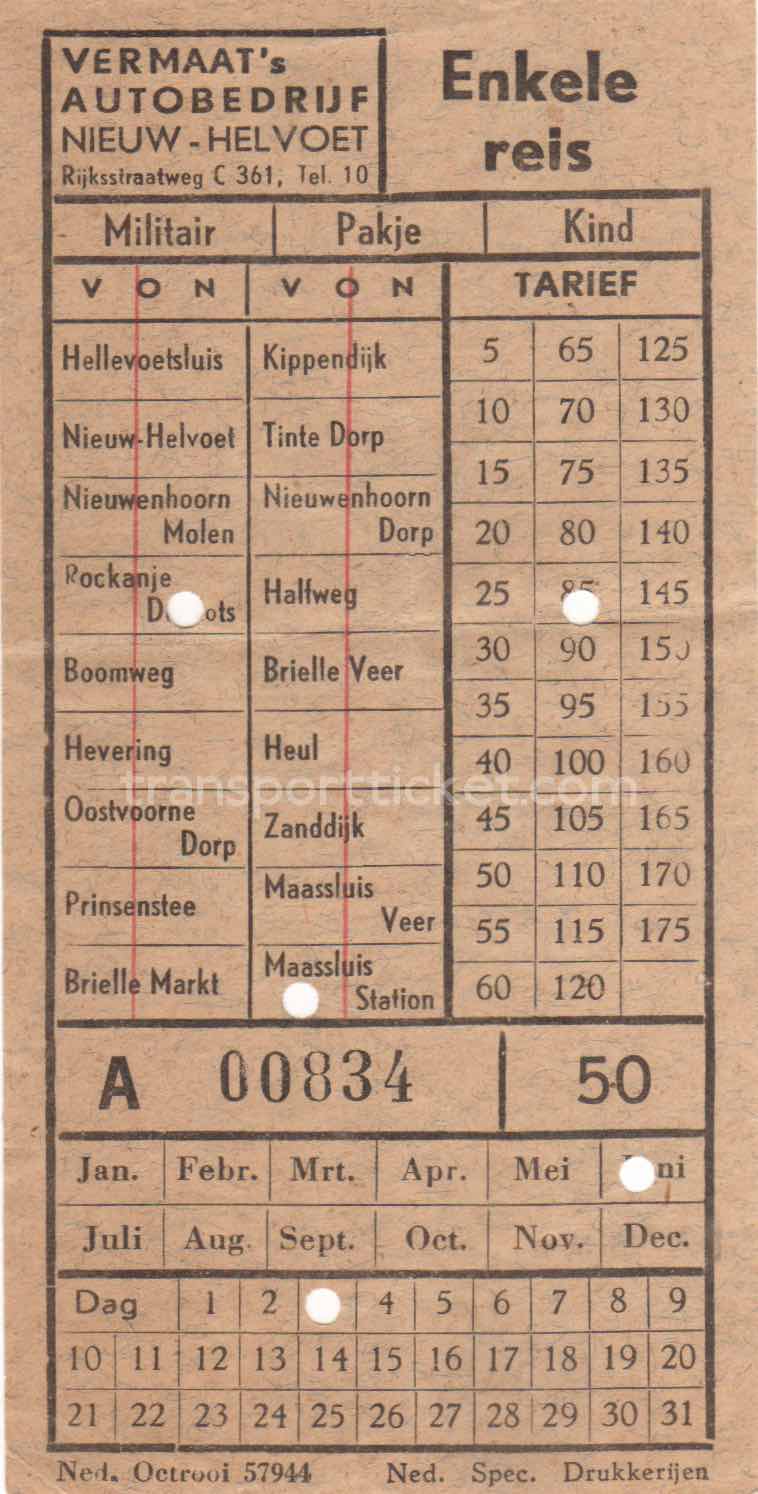 VERMAAT's
AUTOBEDRIJF
NIEUW - HELVOET
Rijksstraatweg C 361, Tel. 10
Enkele
reis
Militair Pakje Kind
V O N V O N TARIEF
Hellevoetsluis Kippendijk
Nieuw-Helvoet Tinte Dorp
Nieuwenhoorn Molen Nieuwenhoorn Dorp
Rockanje Halfweg
Boomweg Brielle Veer
Hevering Heul
Oostvoorne Dorp Zanddijk
Prinsenstee Maassluis Veer
Brielle Markt Maassluis Station
5 65 125
10 70 130
15 75 135
20 80 140
25 85 145
30 90 150
35 95 155
40 100 160
45 105 165
50 110 170
55 115 175
60 120
transportticket.com
A 00834 50
Jan. Febr. Mrt. Apr. Mei Juni
Juli Aug. Sept. Oct. Nov. Dec.
Dag 1 2 4 5 6 7 8 9
10 11 12 13 14 15 16 17 18 19 20
21 22 23 24 25 26 27 28 29 30 31
Ned. Octrooi 57944 Ned. Spec. Drukkerijen